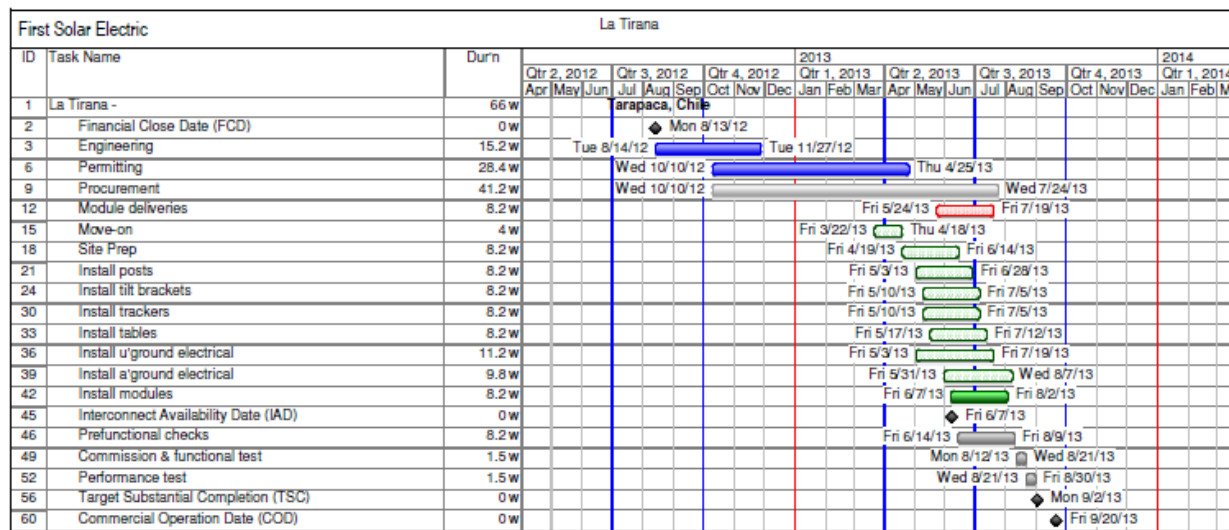 First Solar Electric La Tirana
ID Task Name Dur'n 2013 2014
Qtr 2, 2012 Qtr 3, 2012 Qtr 4, 2012 Qtr 1, 2013 Qtr 2, 2013 Qtr 3, 2013 Qtr 4, 2013 Qtr 1, 2014
Apr May Jun Jul Aug Sep Oct Nov Dec Jan Feb Mar Apr May Jun Jul Aug Sep Oct Nov Dec Jan Feb M
1 La Tirana - 66 w Tarapaca, Chile
2 Financial Close Date (FCD) 0 w Mon 8/13/12
3 Engineering 15.2 w Tue 8/14/12 Tue 11/27/12
6 Permitting 28.4 w Wed 10/10/12 Thu 4/25/13
9 Procurement 41.2 w Wed 10/10/12 Wed 7/24/13
12 Module deliveries 8.2 w Fri 5/24/13 Fri 7/19/13
15 Move-on 4 w Fri 3/22/13 Thu 4/18/13
18 Site Prep 8.2 w Fri 4/19/13 Fri 6/14/13
21 Install posts 8.2 w Fri 5/3/13 Fri 6/28/13
24 Install tilt brackets 8.2 w Fri 5/10/13 Fri 7/5/13
30 Install trackers 8.2 w Fri 5/10/13 Fri 7/5/13
33 Install tables 8.2 w Fri 5/17/13 Fri 7/12/13
36 Install u'ground electrical 11.2 w Fri 5/3/13 Fri 7/19/13
39 Install a'ground electrical 9.8 w Fri 5/31/13 Wed 8/7/13
42 Install modules 8.2 w Fri 6/7/13 Fri 8/2/13
45 Interconnect Availability Date (IAD) 0 w Fri 6/7/13
46 Prefunctional checks 8.2 w Fri 6/14/13 Fri 8/9/13
49 Commission & functional test 1.5 w Mon 8/12/13 Wed 8/21/13
52 Performance test 1.5 w Wed 8/21/13 Fri 8/30/13
56 Target Substantial Completion (TSC) 0 w Mon 9/2/13
60 Commercial Operation Date (COD) 0 w Fri 9/20/13